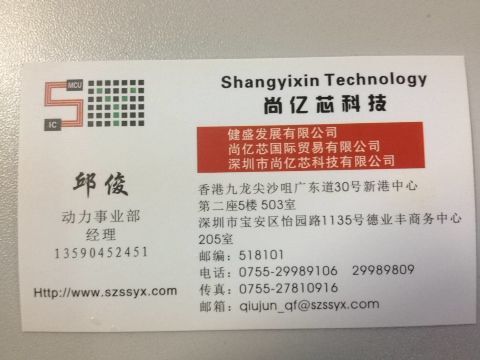 MCU
IC
Shangyixin Technology
尚亿芯科技
健盛发展有限公司
尚亿芯国际贸易有限公司
深圳市尚亿芯科技有限公司
邱俊
动力事业部
经理
13590452451
Http://www.szssyx.com
香港九龙尖沙咀广东道30号新港中心
第二座5楼 503室
深圳市宝安区怡园路1135号德业丰商务中心
205室
邮编：518101
电话：0755-29989106 29989809
传真：0755-27810916
邮箱：qiujun_qf@szssyx.com